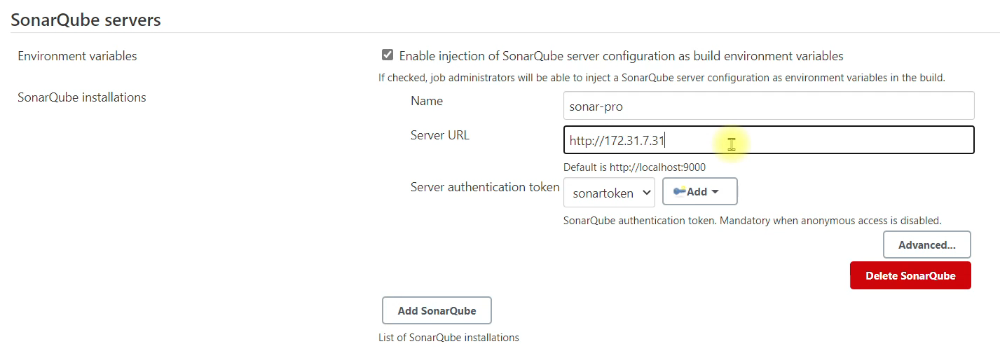 SonarQube servers
Environment variables
Enable injection of SonarQube server configuration as build environment variables
If checked, job administrators will be able to inject a SonarQube server configuration as environment variables in the build.
SonarQube installations
Name
sonar-pro
Server URL
http://172.31.7.31
Default is http://localhost:9000
Server authentication token
sonartoken
Add
SonarQube authentication token. Mandatory when anonymous access is disabled.
Advanced...
Delete SonarQube
Add SonarQube
List of SonarQube installations